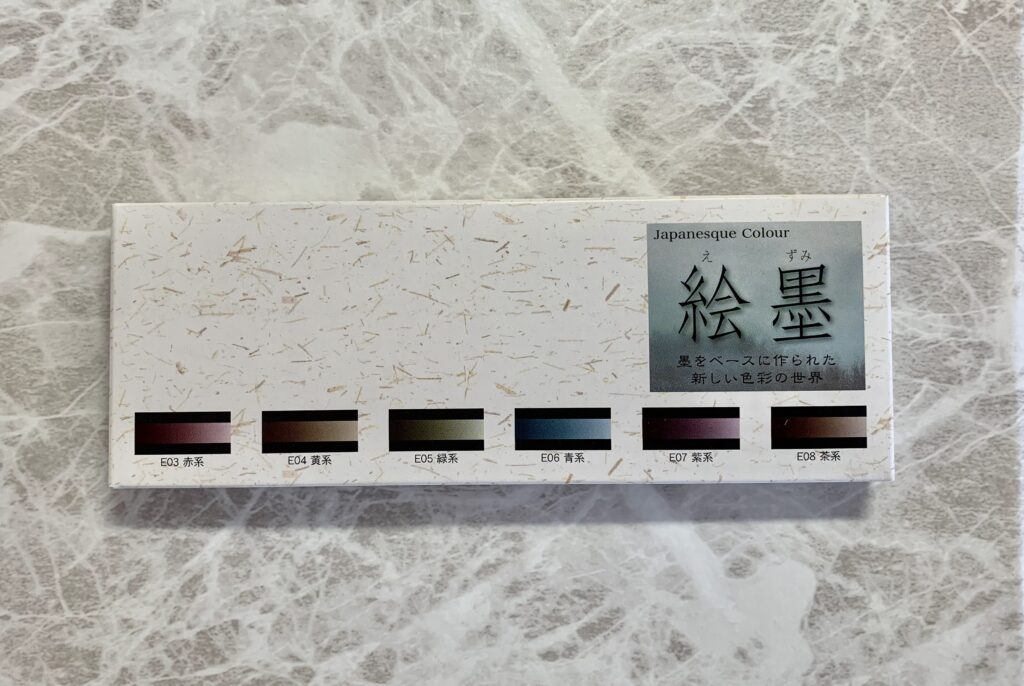 Japanesque Colour
え ずみ
絵墨
墨をベースに作られた
新しい色彩の世界
E03 赤系
E04 黄系
E05 緑系
E06 青系
E07 紫系
E08 茶系